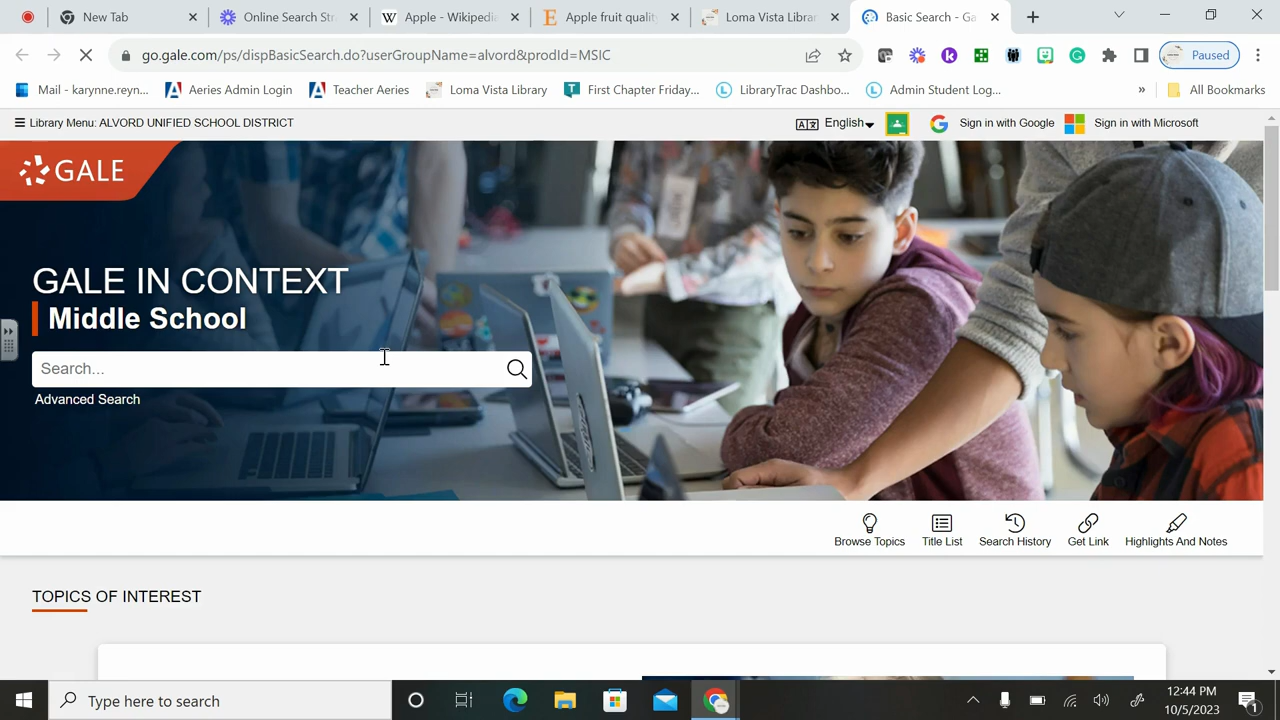 New Tab
Online Search Str
Apple - Wikipedia
Apple fruit quality
Loma Vista Librar
Basic Search - Ga
go.gale.com/ps/dispBasicSearch.do?userGroupName=alvord&prodId=MSIC
Paused
Mail - karynne.reyn...
Aeries Admin Login
Teacher Aeries
Loma Vista Library
First Chapter Friday...
LibraryTrac Dashbo...
Admin Student Log...
»
All Bookmarks
Library Menu: ALVORD UNIFIED SCHOOL DISTRICT
English
Sign in with Google
Sign in with Microsoft
GALE
GALE IN CONTEXT
Middle School
Search...
Advanced Search
Browse Topics
Title List
Search History
Get Link
Highlights And Notes
TOPICS OF INTEREST
Type here to search
12:44 PM
10/5/2023
1